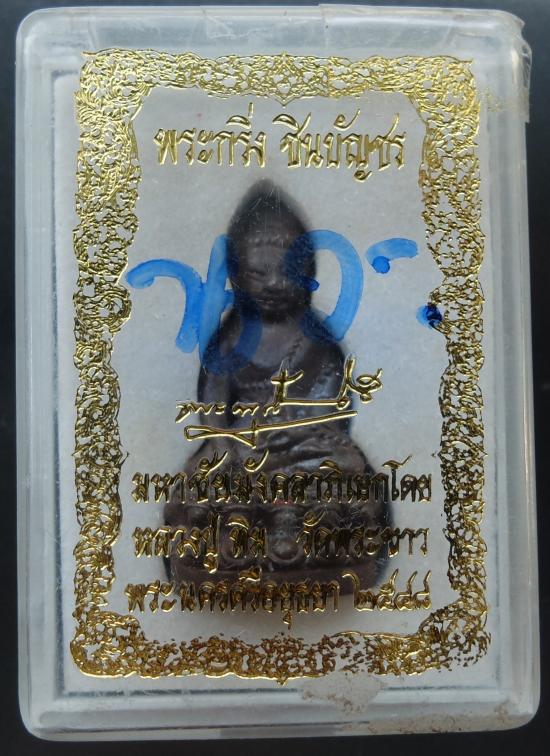 พระกริ่ง ชินบัญชร
มหาชัยมังคลาภิเษกโดย
หลวงปู่ ทิม วัดพระขาว
พระนครศรีอยุธยา ๒๕๔๘